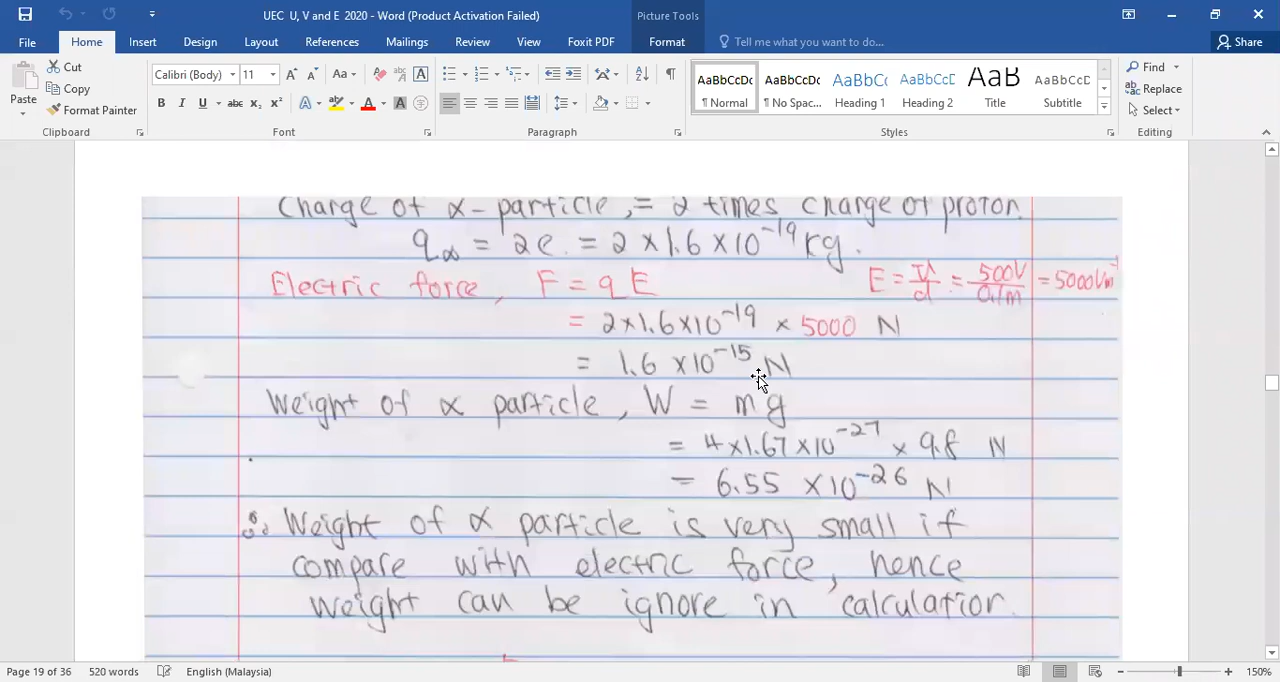 UEC U, V and E 2020 - Word (Product Activation Failed)
Picture Tools
File
Home
Insert
Design
Layout
References
Mailings
Review
View
Foxit PDF
Format
Tell me what you want to do...
Share
Paste
Cut
Copy
Format Painter
Clipboard
Calibri (Body)
11
Font
Paragraph
AaBbCcDc
¶ Normal
AaBbCcDc
¶ No Spac...
AaBbCc
Heading 1
AaBbCcD
Heading 2
AaB
Title
AaBbCcD
Subtitle
Styles
Find
Replace
Select
Editing
Charge of α-particle, = 2 times charge of proton.
qα = 2e. = 2 × 1.6 × 10⁻¹⁹ kg.
Electric force, F = q E
E = V/d = 500V/0.1m = 5000Vm⁻¹
= 2×1.6×10⁻¹⁹ × 5000 N
= 1.6 ×10⁻¹⁵ N
Weight of α particle, W = mg
= 4×1.67×10⁻²⁷ × 9.8 N
= 6.55 ×10⁻²⁶ N
∴ Weight of α particle is very small if
compare with electric force, hence
weight can be ignore in calculation.
Page 19 of 36
520 words
English (Malaysia)
150%